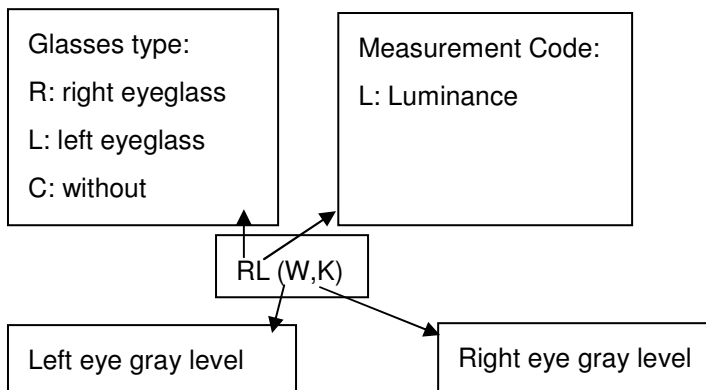 Glasses type:
R: right eyeglass
L: left eyeglass
C: without
Measurement Code:
L: Luminance
RL (W,K)
Left eye gray level
Right eye gray level